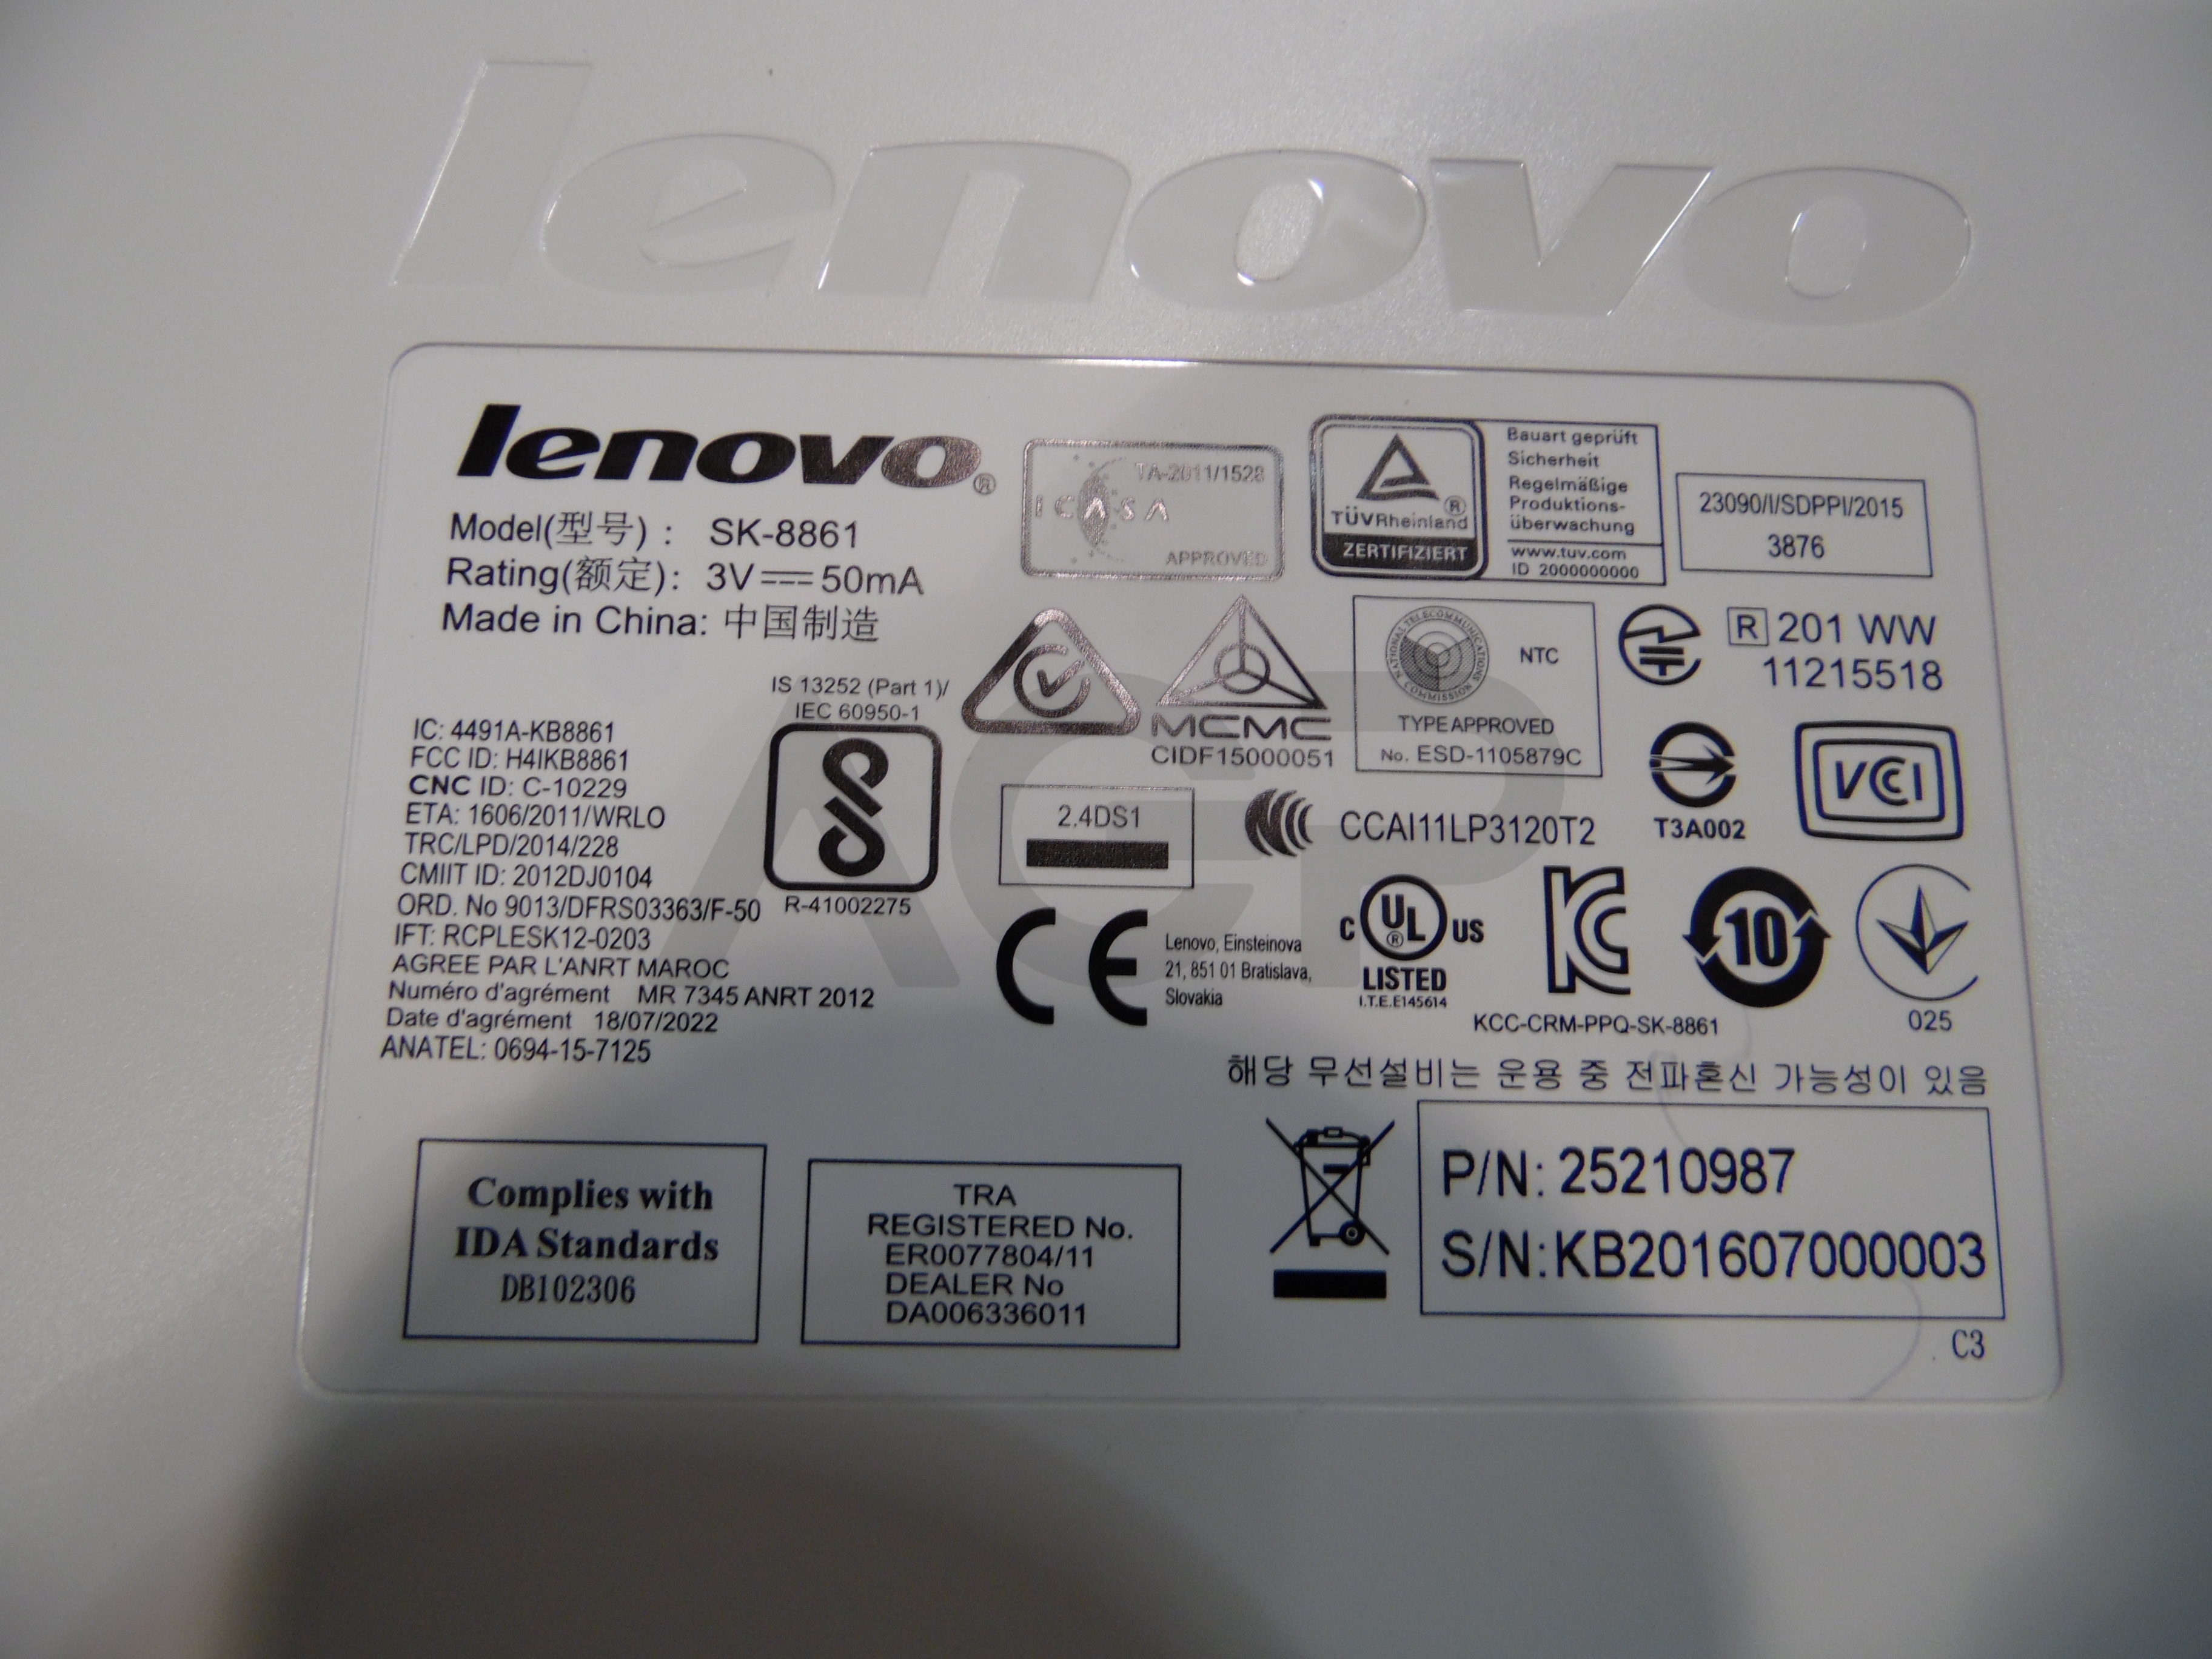 lenovo
lenovo®
Model(型号) : SK-8861
Rating(额定): 3V 50mA
Made in China: 中国制造
TA-2011/1528
ICASA
APPROVED
TÜVRheinland®
ZERTIFIZIERT
Bauart geprüft
Sicherheit
Regelmäßige
Produktions-
überwachung
www.tuv.com
ID 2000000000
23090/I/SDPPI/2015
3876
IS 13252 (Part 1)/
IEC 60950-1
R-41002275
MCMC
CIDF15000051
NATIONAL TELECOMMUNICATIONS COMMISSION
NTC
TYPE APPROVED
No. ESD-1105879C
R 201 WW
11215518
IC: 4491A-KB8861
FCC ID: H4IKB8861
CNC ID: C-10229
ETA: 1606/2011/WRLO
TRC/LPD/2014/228
CMIIT ID: 2012DJ0104
ORD. No 9013/DFRS03363/F-50
IFT: RCPLESK12-0203
AGREE PAR L'ANRT MAROC
Numéro d'agrément MR 7345 ANRT 2012
Date d'agrément 18/07/2022
ANATEL: 0694-15-7125
2.4DS1
CCAI11LP3120T2
T3A002
VCCI
CE
Lenovo, Einsteinova
21, 851 01 Bratislava,
Slovakia
C UL® US
LISTED
I.T.E.E145614
KC
10
025
KCC-CRM-PPQ-SK-8861
해당 무선설비는 운용 중 전파혼신 가능성이 있음
Complies with
IDA Standards
DB102306
TRA
REGISTERED No.
ER0077804/11
DEALER No
DA006336011
P/N: 25210987
S/N:KB201607000003
C3
AGP